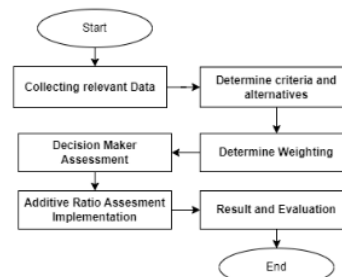 Start
Collecting relevant Data
Determine criteria and
alternatives
Determine Weighting
Decision Maker
Assessment
Additive Ratio Assesment
Implementation
Result and Evaluation
End